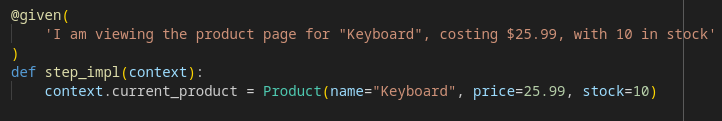 @given(
    'I am viewing the product page for "Keyboard", costing $25.99, with 10 in stock'
)
def step_impl(context):
    context.current_product = Product(name="Keyboard", price=25.99, stock=10)